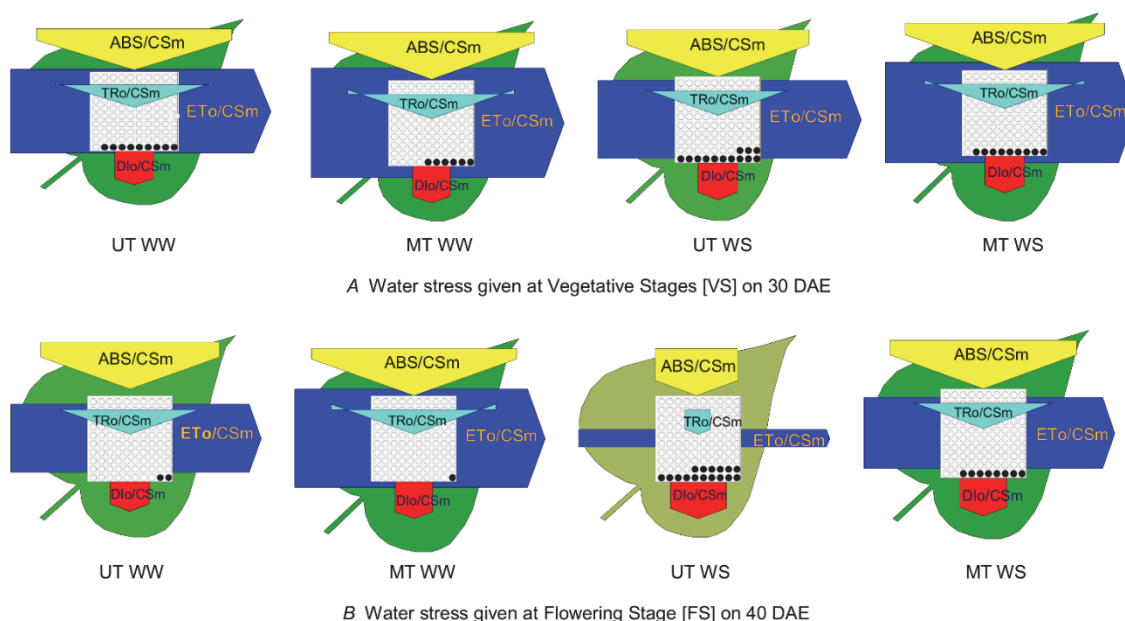 ABS/CSm
TRo/CSm
ETo/CSm
DIo/CSm
UT WW
ABS/CSm
TRo/CSm
ETo/CSm
DIo/CSm
MT WW
ABS/CSm
TRo/CSm
ETo/CSm
DIo/CSm
UT WS
ABS/CSm
TRo/CSm
ETo/CSm
DIo/CSm
MT WS
A Water stress given at Vegetative Stages [VS] on 30 DAE
ABS/CSm
TRo/CSm
ETo/CSm
DIo/CSm
UT WW
ABS/CSm
TRo/CSm
ETo/CSm
DIo/CSm
MT WW
ABS/CSm
TRo/CSm
ETo/CSm
DIo/CSm
UT WS
ABS/CSm
TRo/CSm
ETo/CSm
DIo/CSm
MT WS
B Water stress given at Flowering Stage [FS] on 40 DAE